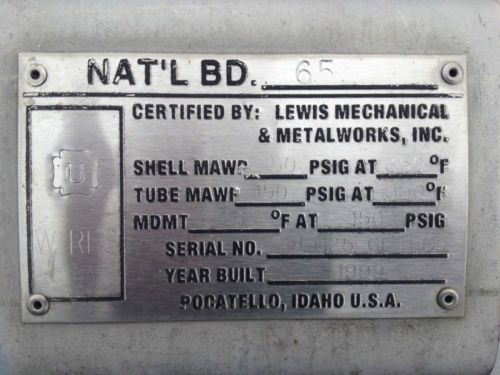 NAT'L BD. 65
CERTIFIED BY: LEWIS MECHANICAL
& METALWORKS, INC.
U
SHELL MAWP 150 PSIG AT °F
TUBE MAWP 150 PSIG AT °F
MDMT °F AT 150 PSIG
SERIAL NO.
YEAR BUILT 1999
POCATELLO, IDAHO U.S.A.